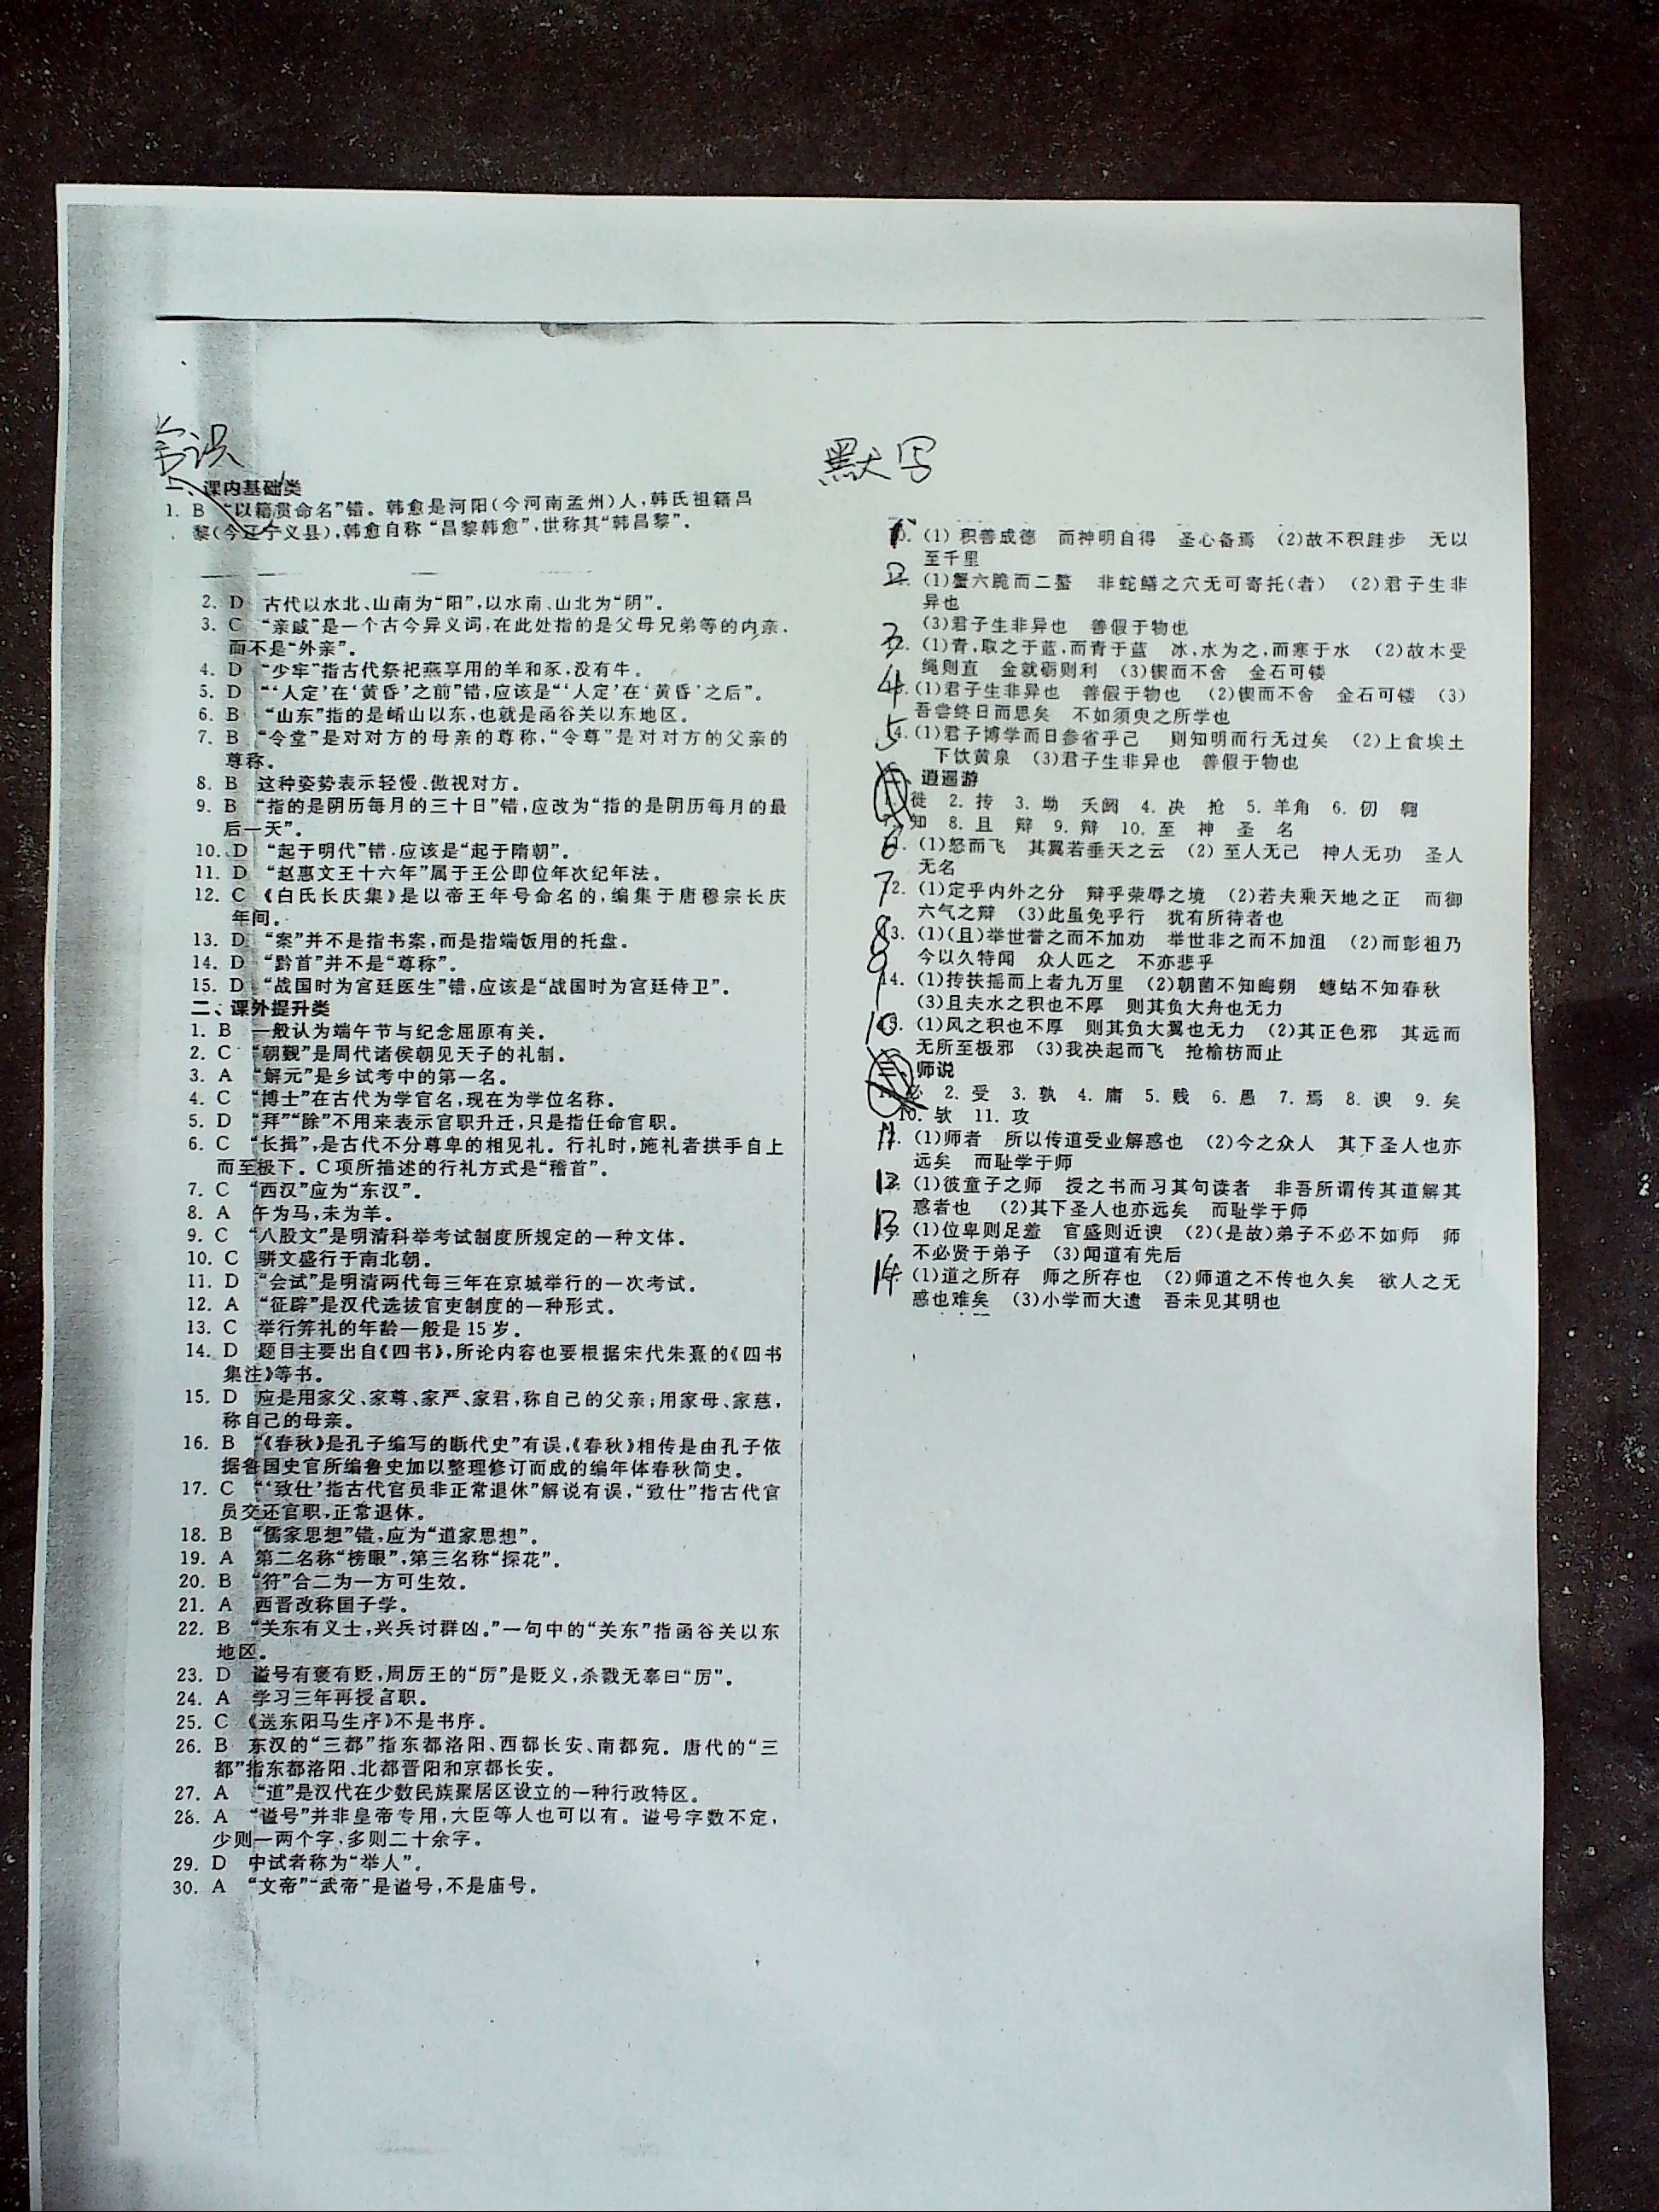 常识
一、课内基础类
1. B “以籍贯命名”错。韩愈是河阳(今河南孟州)人,韩氏祖籍昌
黎(今辽宁义县),韩愈自称“昌黎韩愈”,世称其“韩昌黎”。
2. D 古代以水北、山南为“阳”,以水南、山北为“阴”。
3. C “亲戚”是一个古今异义词,在此处指的是父母兄弟等的内亲,
而不是“外亲”。
4. D “少牢”指古代祭祀燕享用的羊和豕,没有牛。
5. D “‘人定’在‘黄昏’之前”错,应该是“‘人定’在‘黄昏’之后”。
6. B “山东”指的是崤山以东,也就是函谷关以东地区。
7. B “令堂”是对对方的母亲的尊称,“令尊”是对对方的父亲的
尊称。
8. B 这种姿势表示轻慢、傲视对方。
9. B “指的是阴历每月的三十日”错,应改为“指的是阴历每月的最
后一天”。
10. D “起于明代”错,应该是“起于隋朝”。
11. D “赵惠文王十六年”属于王公即位年次纪年法。
12. C 《白氏长庆集》是以帝王年号命名的,编集于唐穆宗长庆
年间。
13. D “案”并不是指书案,而是指端饭用的托盘。
14. D “黔首”并不是“尊称”。
15. D “战国时为宫廷医生”错,应该是“战国时为宫廷侍卫”。
二、课外提升类
1. B 一般认为端午节与纪念屈原有关。
2. C “朝觐”是周代诸侯朝见天子的礼制。
3. A “解元”是乡试考中的第一名。
4. C “博士”在古代为学官名,现在为学位名称。
5. D “拜”“除”不用来表示官职升迁,只是指任命官职。
6. C “长揖”,是古代不分尊卑的相见礼。行礼时,施礼者拱手自上
而至极下。C项所描述的行礼方式是“稽首”。
7. C “西汉”应为“东汉”。
8. A 午为马,未为羊。
9. C “八股文”是明清科举考试制度所规定的一种文体。
10. C 骈文盛行于南北朝。
11. D “会试”是明清两代每三年在京城举行的一次考试。
12. A “征辟”是汉代选拔官吏制度的一种形式。
13. C 举行笄礼的年龄一般是15岁。
14. D 题目主要出自《四书》,所论内容也要根据宋代朱熹的《四书
集注》等书。
15. D 应是用家父、家尊、家严、家君,称自己的父亲;用家母、家慈,
称自己的母亲。
16. B “《春秋》是孔子编写的断代史”有误,《春秋》相传是由孔子依
据鲁国史官所编鲁史加以整理修订而成的编年体春秋简史。
17. C “‘致仕’指古代官员非正常退休”解说有误,“致仕”指古代官
员交还官职,正常退休。
18. B “儒家思想”错,应为“道家思想”。
19. A 第二名称“榜眼”,第三名称“探花”。
20. B “符”合二为一方可生效。
21. A 西晋改称国子学。
22. B “关东有义士,兴兵讨群凶。”一句中的“关东”指函谷关以东
地区。
23. D 谥号有褒有贬,周厉王的“厉”是贬义,杀戮无辜曰“厉”。
24. A 学习三年再授官职。
25. C 《送东阳马生序》不是书序。
26. B 东汉的“三都”指东都洛阳、西都长安、南都宛。唐代的“三
都”指东都洛阳、北都晋阳和京都长安。
27. A “道”是汉代在少数民族聚居区设立的一种行政特区。
28. A “谥号”并非皇帝专用,大臣等人也可以有。谥号字数不定,
少则一两个字,多则二十余字。
29. D 中试者称为“举人”。
30. A “文帝”“武帝”是谥号,不是庙号。
默写
1. (1) 积善成德 而神明自得 圣心备焉 (2)故不积跬步 无以
至千里
2. (1)蟹六跪而二螯 非蛇鳝之穴无可寄托(者) (2)君子生非
异也
(3)君子生非异也 善假于物也
3. (1)青,取之于蓝,而青于蓝 冰,水为之,而寒于水 (2)故木受
绳则直 金就砺则利 (3)锲而不舍 金石可镂
4. (1)君子生非异也 善假于物也 (2)锲而不舍 金石可镂 (3)
吾尝终日而思矣 不如须臾之所学也
5. (1)君子博学而日参省乎己 则知明而行无过矣 (2)上食埃土
下饮黄泉 (3)君子生非异也 善假于物也
二、逍遥游
1. 徙 2. 抟 3. 坳 夭阏 4. 决 抢 5. 羊角 6. 仞 翱
7. 知 8. 且 辩 9. 辩 10. 至 神 圣 名
6. (1)怒而飞 其翼若垂天之云 (2) 至人无己 神人无功 圣人
无名
7 12. (1)定乎内外之分 辩乎荣辱之境 (2)若夫乘天地之正 而御
六气之辩 (3)此虽免乎行 犹有所待者也
8 13. (1)(且)举世誉之而不加劝 举世非之而不加沮 (2)而彭祖乃
今以久特闻 众人匹之 不亦悲乎
9 14. (1)抟扶摇而上者九万里 (2)朝菌不知晦朔 蟪蛄不知春秋
(3)且夫水之积也不厚 则其负大舟也无力
10. (1)风之积也不厚 则其负大翼也无力 (2)其正色邪 其远而
无所至极邪 (3)我决起而飞 抢榆枋而止
三、师说
1. 必 2. 受 3. 孰 4. 庸 5. 贱 6. 愚 7. 焉 8. 谀 9. 矣
10. 欤 11. 攻
11. (1)师者 所以传道受业解惑也 (2)今之众人 其下圣人也亦
远矣 而耻学于师
12. (1)彼童子之师 授之书而习其句读者 非吾所谓传其道解其
惑者也 (2)其下圣人也亦远矣 而耻学于师
13. (1)位卑则足羞 官盛则近谀 (2)(是故)弟子不必不如师 师
不必贤于弟子 (3)闻道有先后
14. (1)道之所存 师之所存也 (2)师道之不传也久矣 欲人之无
惑也难矣 (3)小学而大遗 吾未见其明也